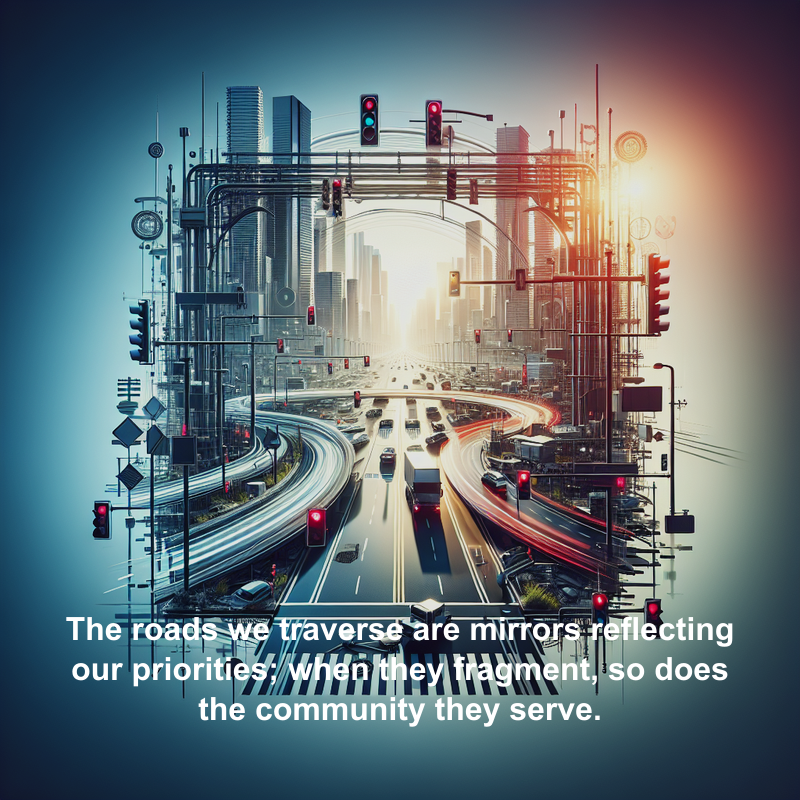 The roads we traverse are mirrors reflecting
our priorities; when they fragment, so does
the community they serve.